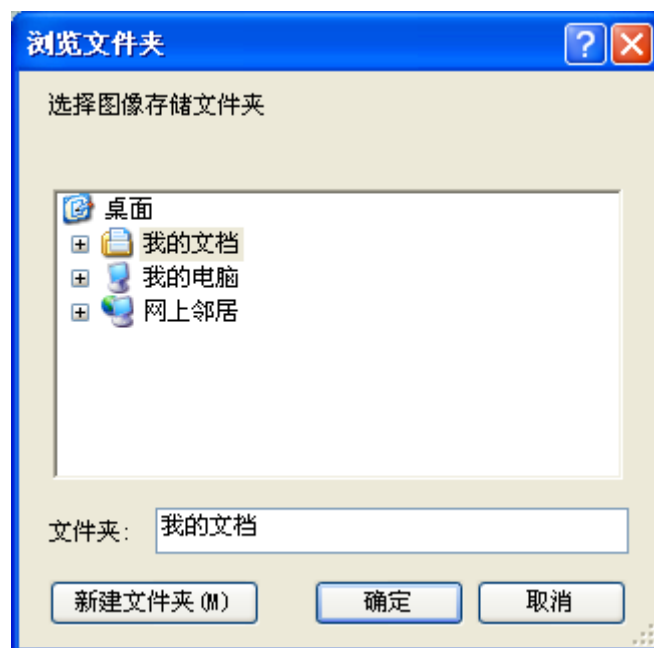 浏览文件夹
选择图像存储文件夹
桌面
我的文档
我的电脑
网上邻居
文件夹: 我的文档
新建文件夹(M) 确定 取消